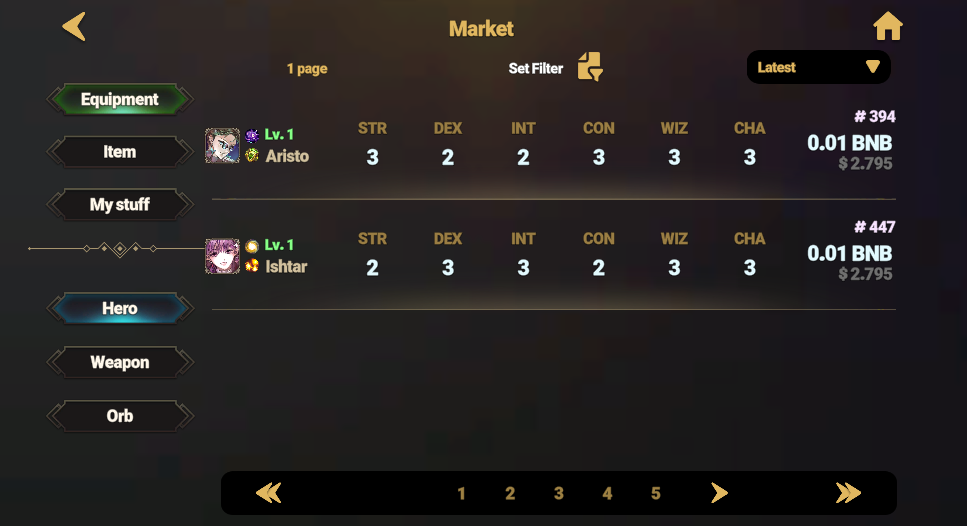 Market
1 page
Set Filter
Latest
Equipment
Item
My stuff
Hero
Weapon
Orb
Lv. 1
Aristo
STR DEX INT CON WIZ CHA
3 2 2 3 3 3
# 394
0.01 BNB
$ 2.795
Lv. 1
Ishtar
STR DEX INT CON WIZ CHA
2 3 3 2 3 3
# 447
0.01 BNB
$ 2.795
1 2 3 4 5